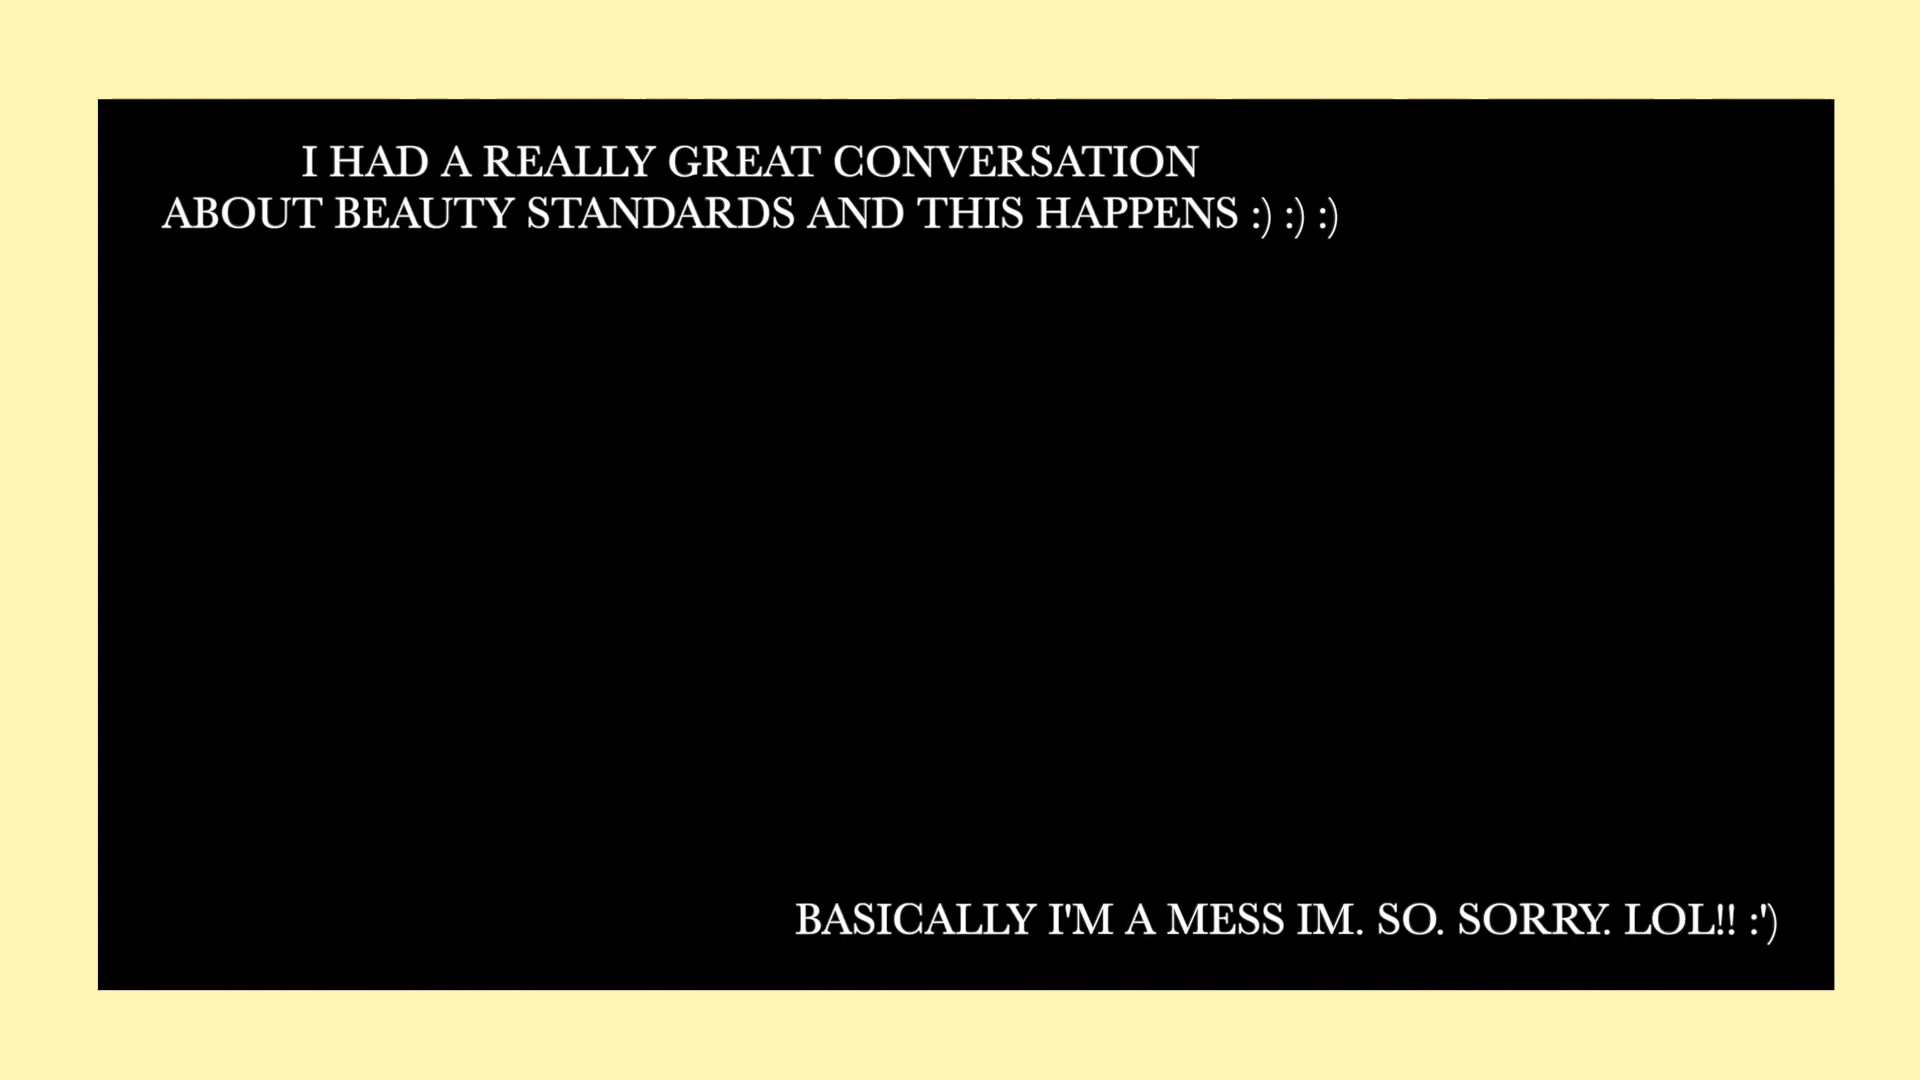 I HAD A REALLY GREAT CONVERSATION
ABOUT BEAUTY STANDARDS AND THIS HAPPENS :) :) :)
BASICALLY I'M A MESS IM. SO. SORRY. LOL!! :')